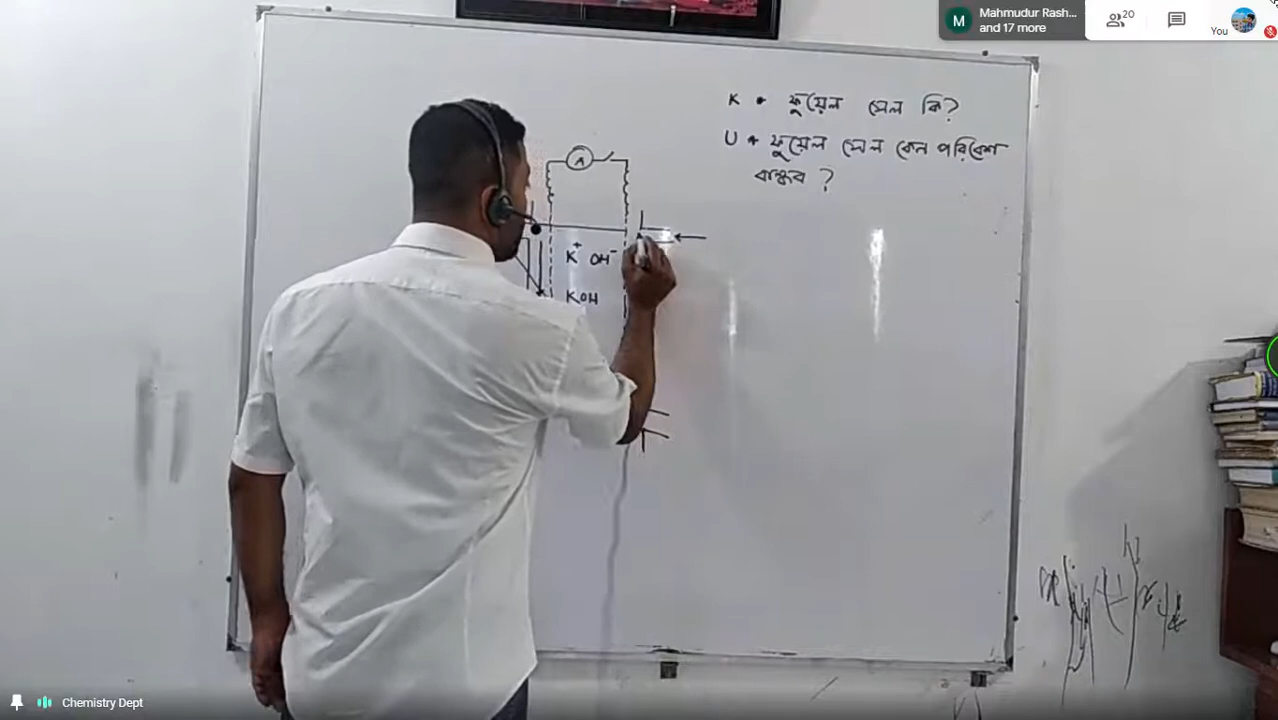 Mahmudur Rash...
and 17 more
M
20
You
K • ফুয়েল সেল কি?
U • ফুয়েল সেল কেন পরিবেশ
বান্ধব ?
A
K+ OH-
KOH
Chemistry Dept